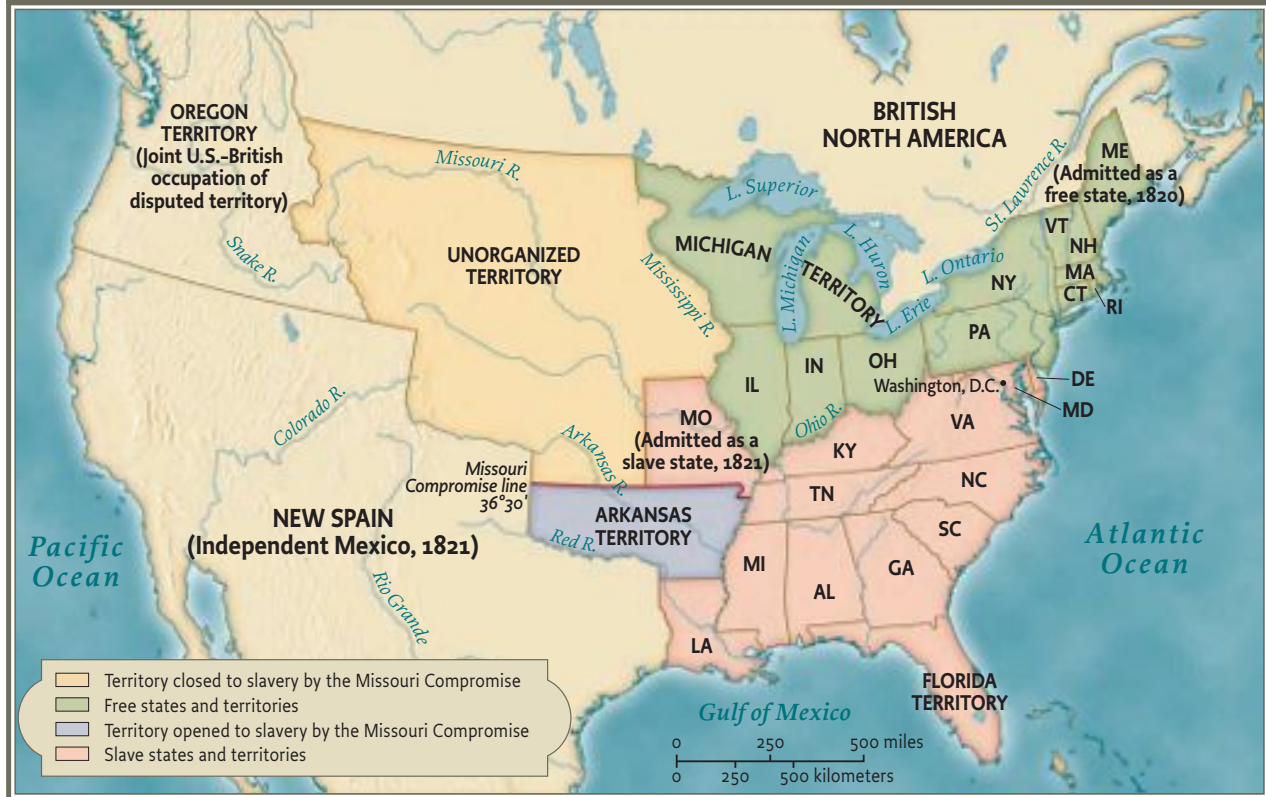 OREGON
TERRITORY
(Joint U.S.–British
occupation of
disputed territory)
Snake R.
Missouri R.
UNORGANIZED
TERRITORY
Mississippi R.
BRITISH
NORTH AMERICA
L. Superior
MICHIGAN
TERRITORY
L. Michigan
L. Huron
L. Ontario
L. Erie
St. Lawrence R.
ME
(Admitted as a
free state, 1820)
VT
NH
MA
CT
RI
NY
PA
OH
IN
IL
Washington, D.C.
DE
MD
Ohio R.
VA
KY
MO
(Admitted as a
slave state, 1821)
Arkansas R.
Colorado R.
Missouri
Compromise line
36°30'
NC
TN
SC
ARKANSAS
TERRITORY
Red R.
NEW SPAIN
(Independent Mexico, 1821)
Rio Grande
Pacific
Ocean
Atlantic
Ocean
MI
AL
GA
LA
FLORIDA
TERRITORY
Gulf of Mexico
0 250 500 miles
0 250 500 kilometers
Territory closed to slavery by the Missouri Compromise
Free states and territories
Territory opened to slavery by the Missouri Compromise
Slave states and territories